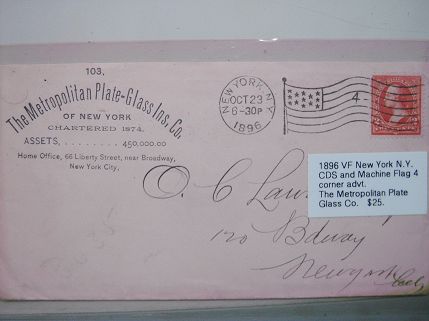 103,
The Metropolitan Plate-Glass Ins. Co.
OF NEW YORK
CHARTERED 1874.
ASSETS, . . . . . . . . 450,000.00
Home Office, 66 Liberty Street, near Broadway,
New York City,
NEW YORK, N.Y.
OCT 23
6-30P
1896
4
1896 VF New York N.Y.
CDS and Machine Flag 4
corner advt.
The Metropolitan Plate
Glass Co. $25.
O. C
120 Bdway
New York